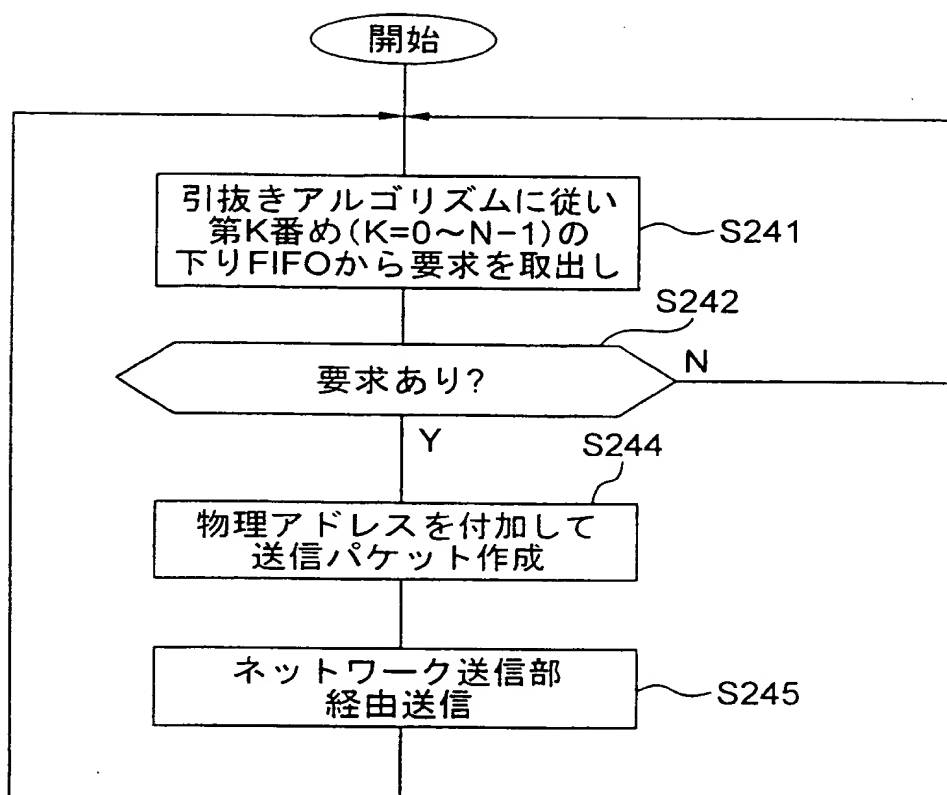 開始
引抜きアルゴリズムに従い
第K番め(K=0～N-1)の
下りFIFOから要求を取出し
S241
S242
要求あり?
N
Y
S244
物理アドレスを付加して
送信パケット作成
ネットワーク送信部
経由送信
S245